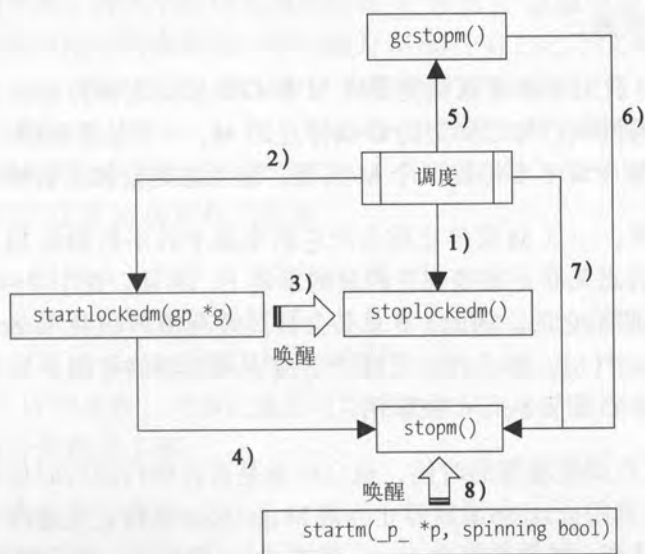 gcstopm()
5)
6)
2)
调度
1)
7)
3)
startlockedm(gp *g)
stoplockedm()
唤醒
stopm()
4)
唤醒
8)
startm(_p_ *p, spinning bool)